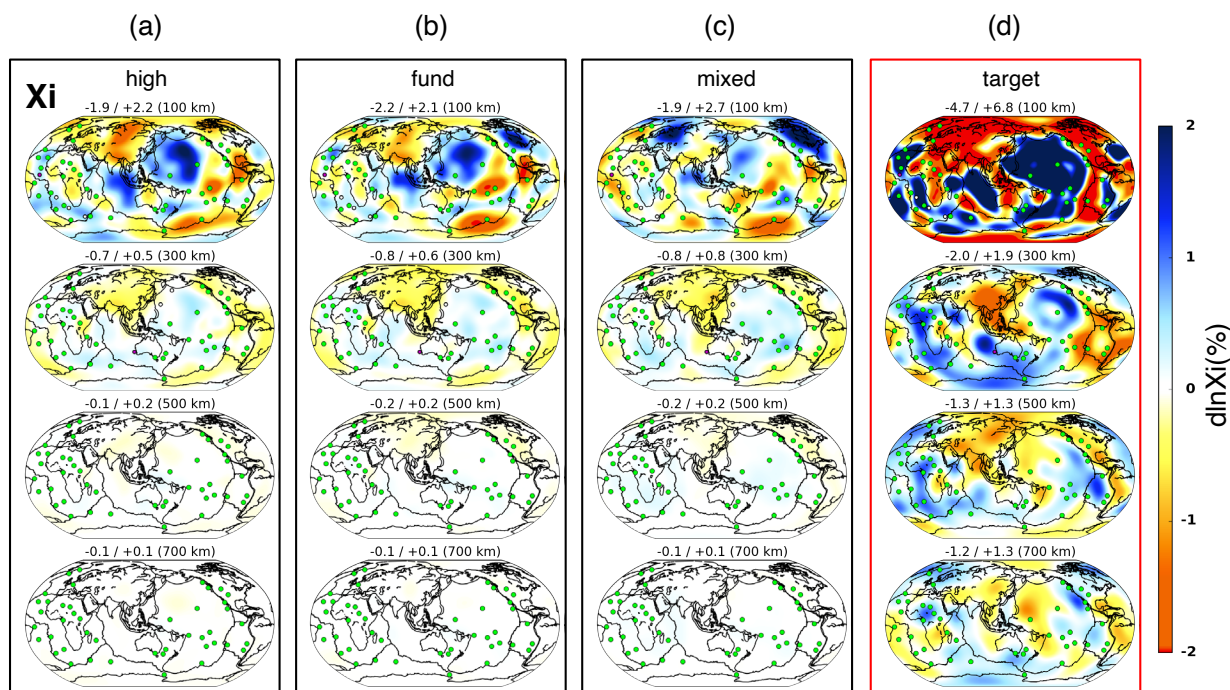 (a) (b) (c) (d)
high fund mixed target
Xi
-1.9 / +2.2 (100 km) -2.2 / +2.1 (100 km) -1.9 / +2.7 (100 km) -4.7 / +6.8 (100 km)
-0.7 / +0.5 (300 km) -0.8 / +0.6 (300 km) -0.8 / +0.8 (300 km) -2.0 / +1.9 (300 km)
-0.1 / +0.2 (500 km) -0.2 / +0.2 (500 km) -0.2 / +0.2 (500 km) -1.3 / +1.3 (500 km)
-0.1 / +0.1 (700 km) -0.1 / +0.1 (700 km) -0.1 / +0.1 (700 km) -1.2 / +1.3 (700 km)
2
1
0
-1
-2
dlnXi(%)